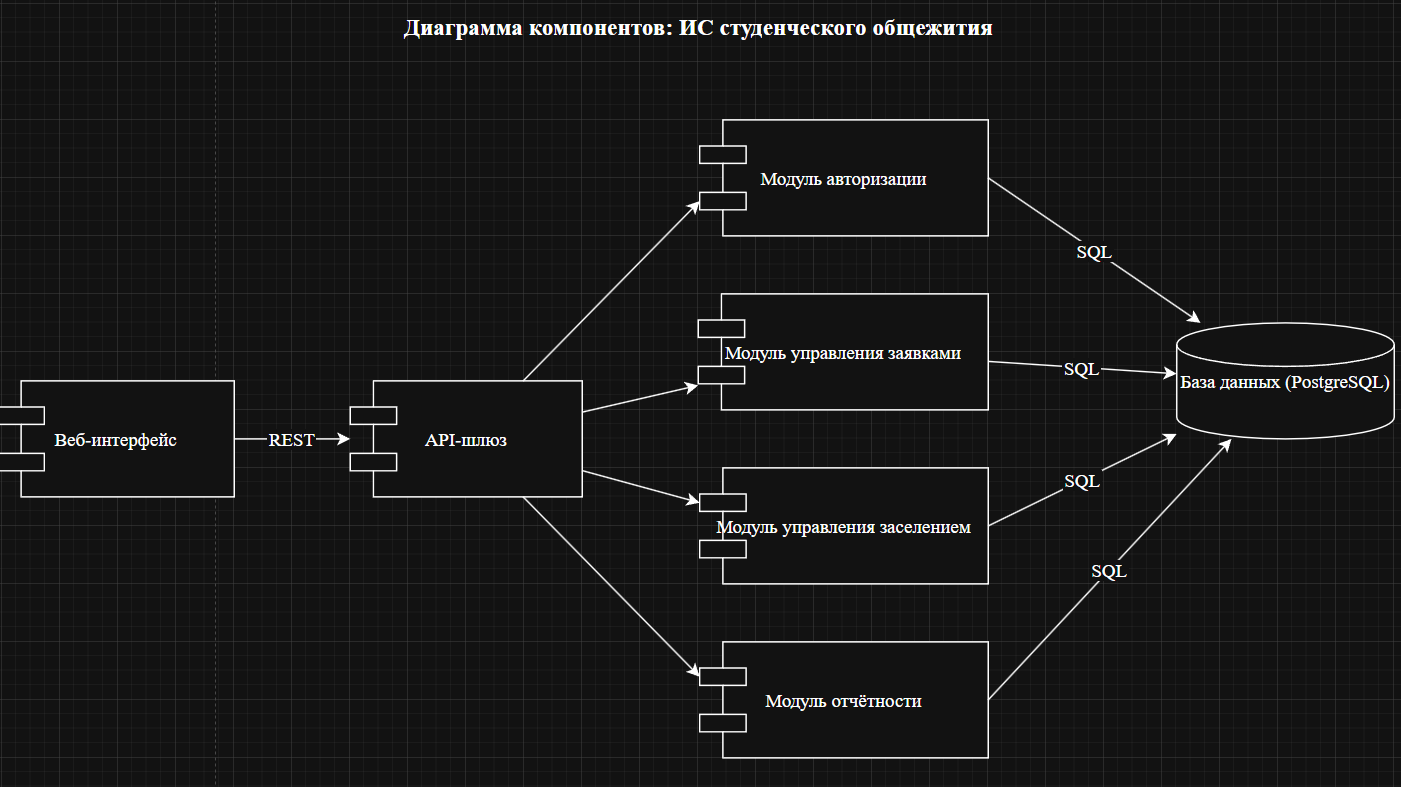 Диаграмма компонентов: ИС студенческого общежития
Модуль авторизации
SQL
Модуль управления заявками
SQL
База данных (PostgreSQL)
Веб-интерфейс
REST
API-шлюз
SQL
Модуль управления заселением
SQL
Модуль отчётности